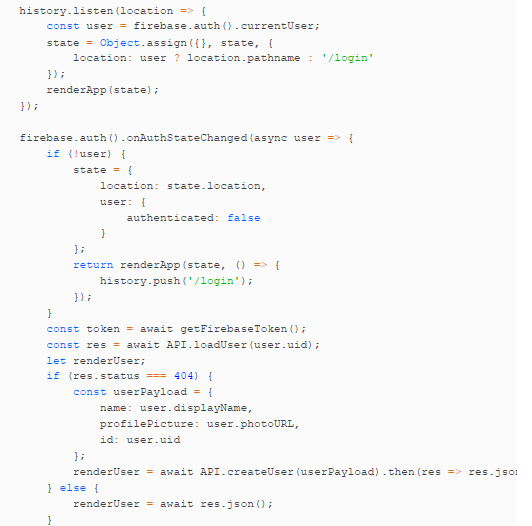 history.listen(location => {
    const user = firebase.auth().currentUser;
    state = Object.assign({}, state, {
        location: user ? location.pathname : '/login'
    });
    renderApp(state);
});

firebase.auth().onAuthStateChanged(async user => {
    if (!user) {
        state = {
            location: state.location,
            user: {
                authenticated: false
            }
        };
        return renderApp(state, () => {
            history.push('/login');
        });
    }
    const token = await getFirebaseToken();
    const res = await API.loadUser(user.uid);
    let renderUser;
    if (res.status === 404) {
        const userPayload = {
            name: user.displayName,
            profilePicture: user.photoURL,
            id: user.uid
        };
        renderUser = await API.createUser(userPayload).then(res => res.jso
    } else {
        renderUser = await res.json();
    }